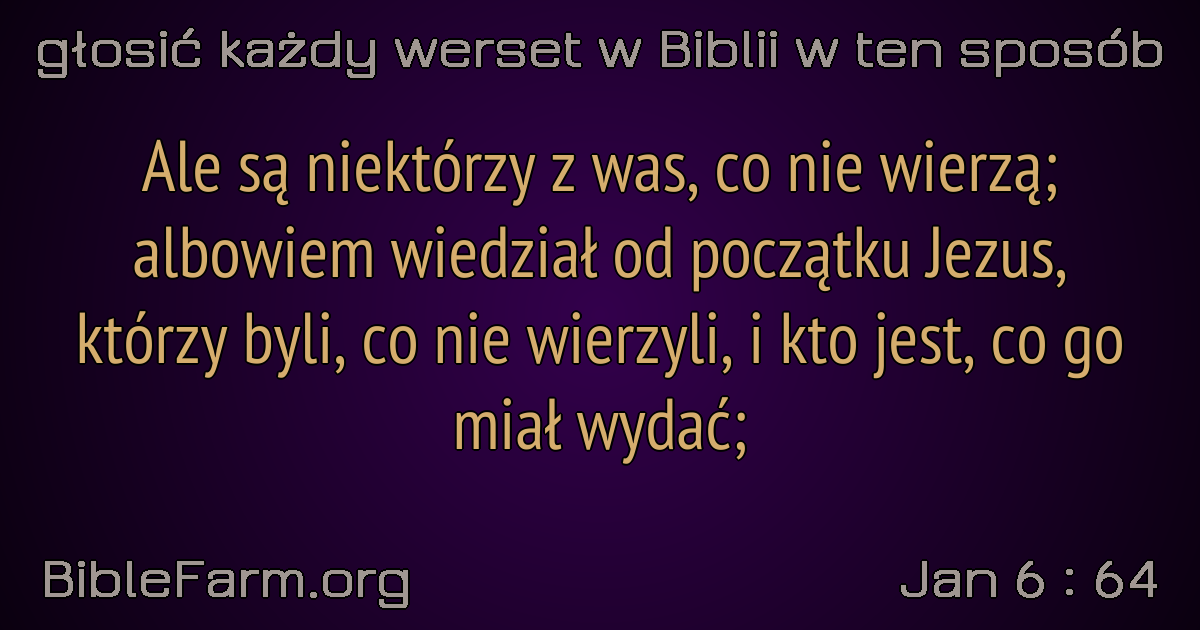 głosić każdy werset w Biblii w ten sposób
Ale są niektórzy z was, co nie wierzą;
albowiem wiedział od początku Jezus,
którzy byli, co nie wierzyli, i kto jest, co go
miał wydać;
BibleFarm.org
Jan 6 : 64